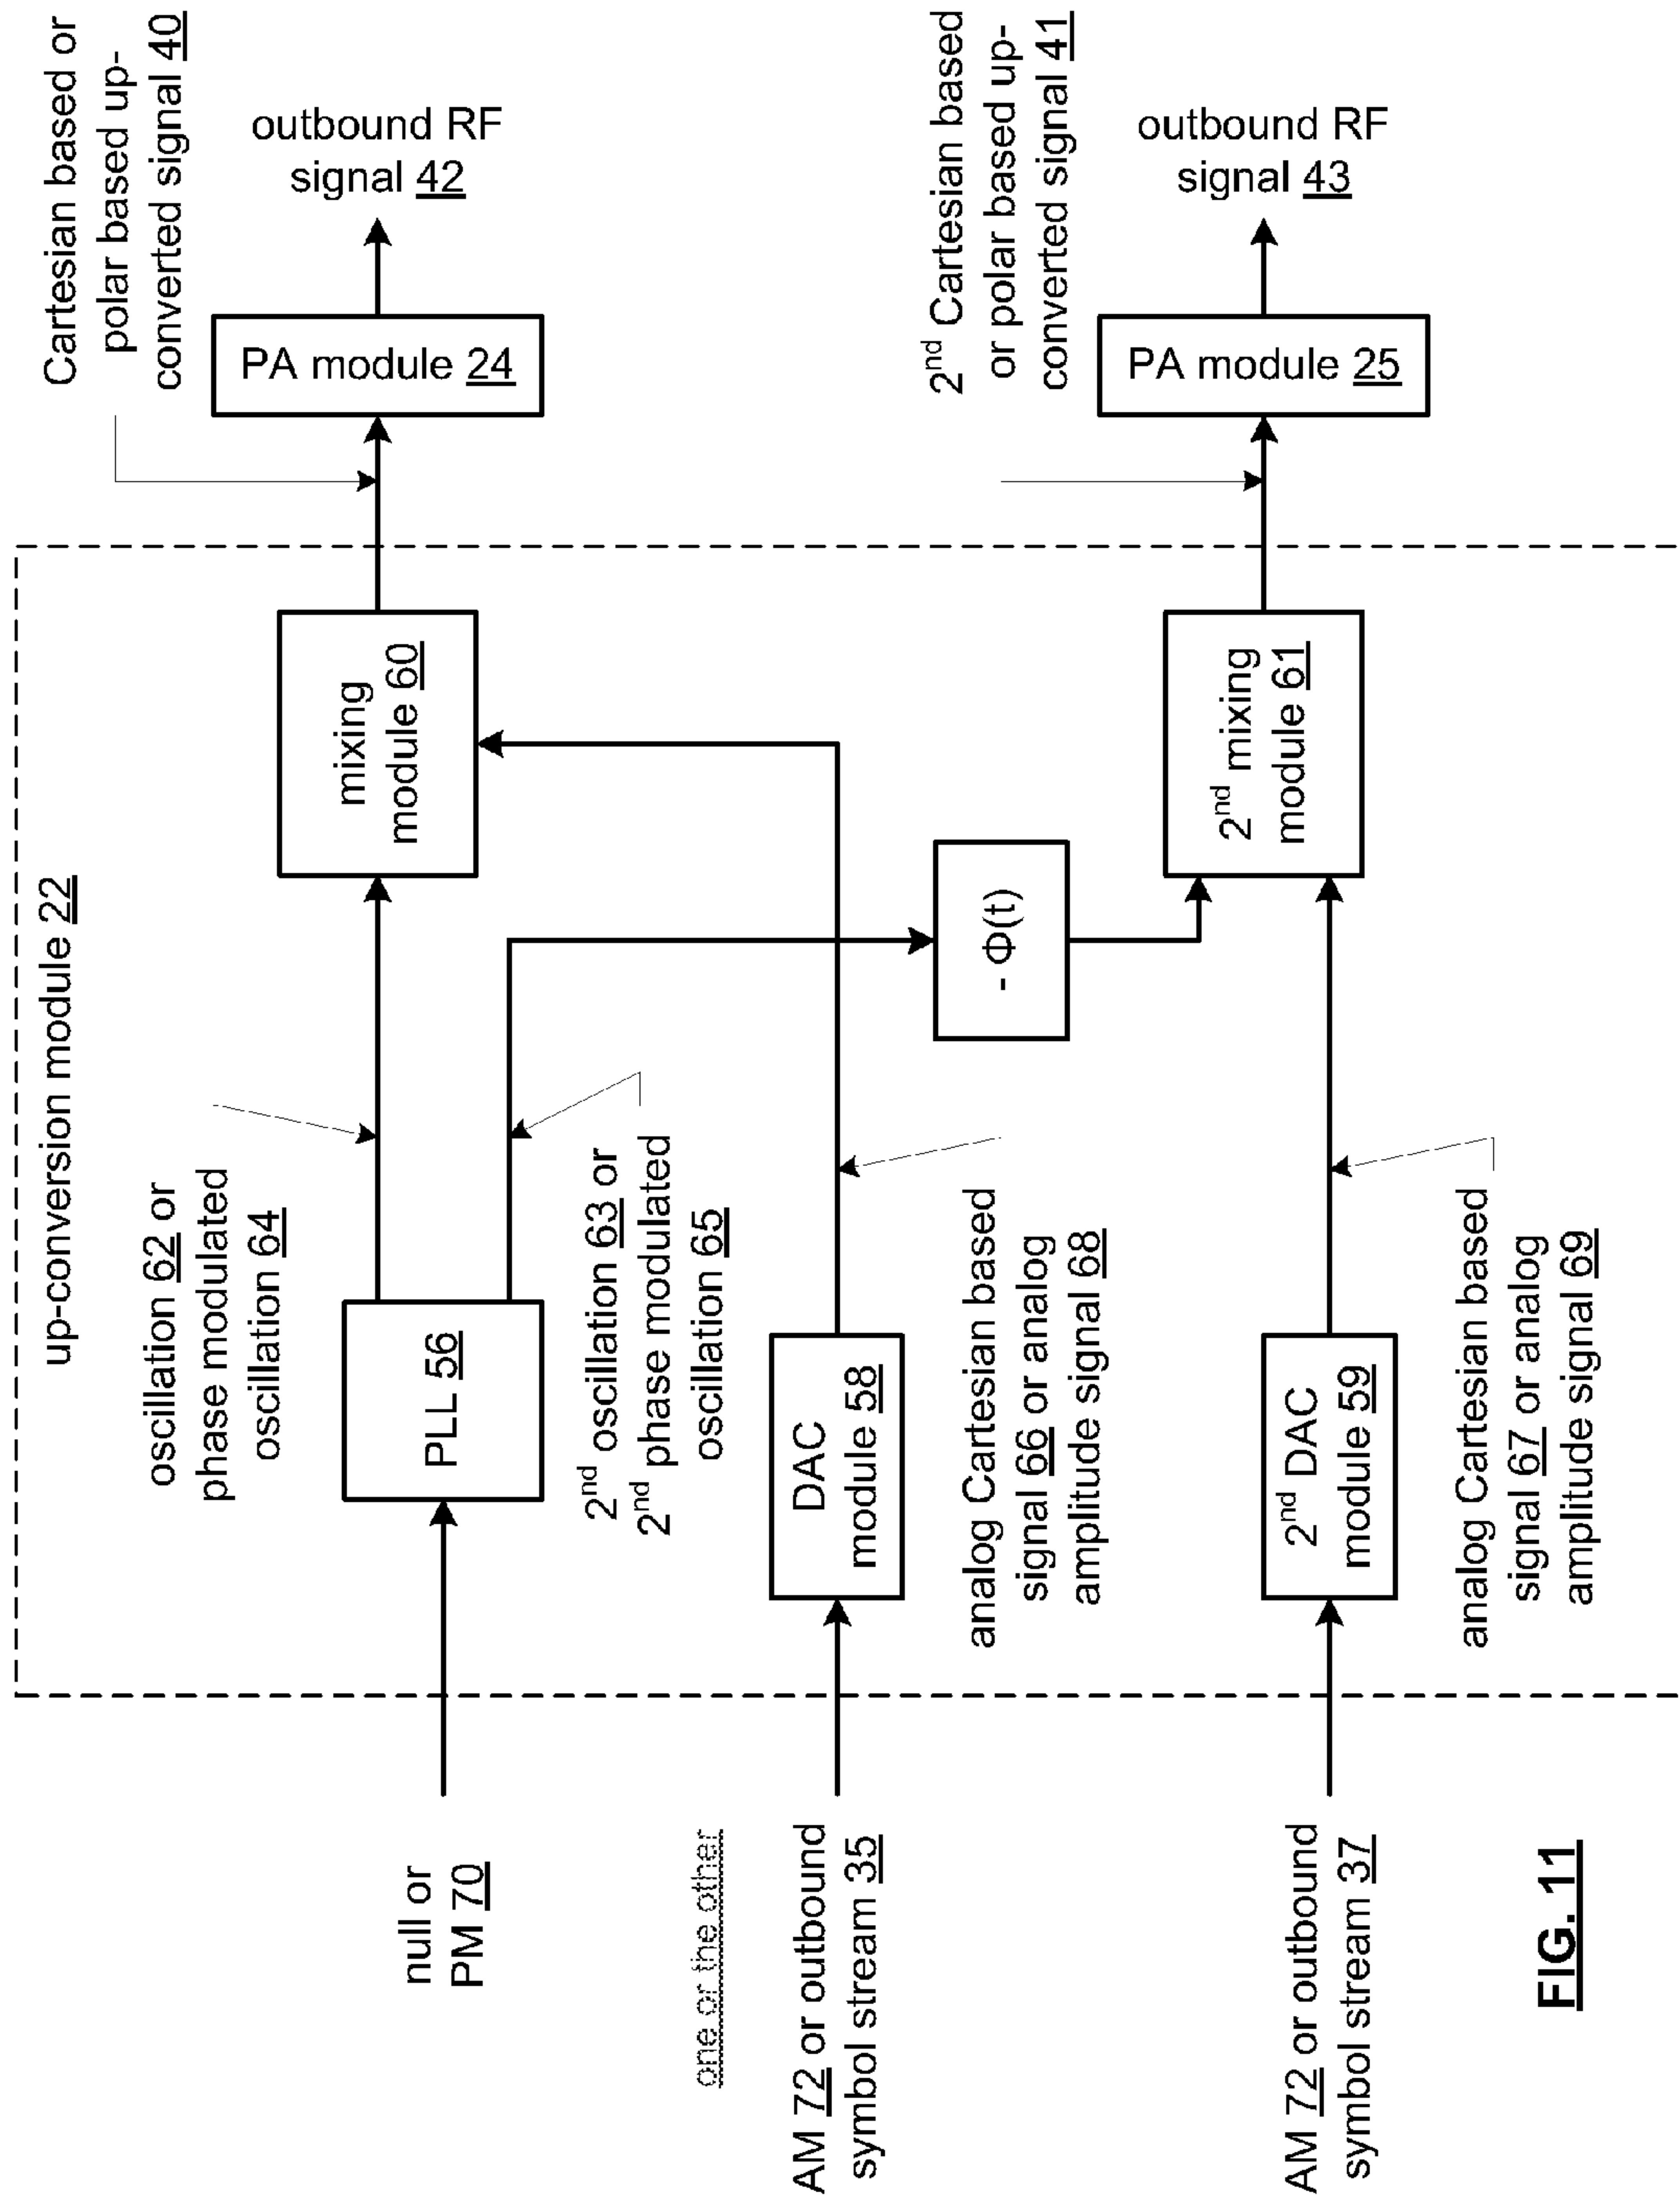 up-conversion module 22
Cartesian based or
polar based up-
converted signal 40
oscillation 62 or
phase modulated
oscillation 64
mixing
module 60
PA module 24
outbound RF
signal 42
null or
PM 70
PLL 56
2nd oscillation 63 or
2nd phase modulated
oscillation 65
one or the other
AM 72 or outbound
symbol stream 35
DAC
module 58
analog Cartesian based
signal 66 or analog
amplitude signal 68
- Φ(t)
2nd Cartesian based
or polar based up-
converted signal 41
2nd mixing
module 61
PA module 25
outbound RF
signal 43
AM 72 or outbound
symbol stream 37
2nd DAC
module 59
analog Cartesian based
signal 67 or analog
amplitude signal 69
FIG. 11